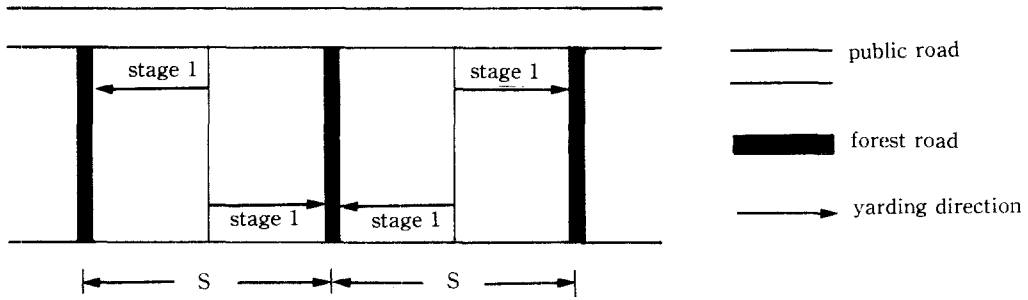 stage 1
stage 1
stage 1
stage 1
S
S
public road
forest road
yarding direction